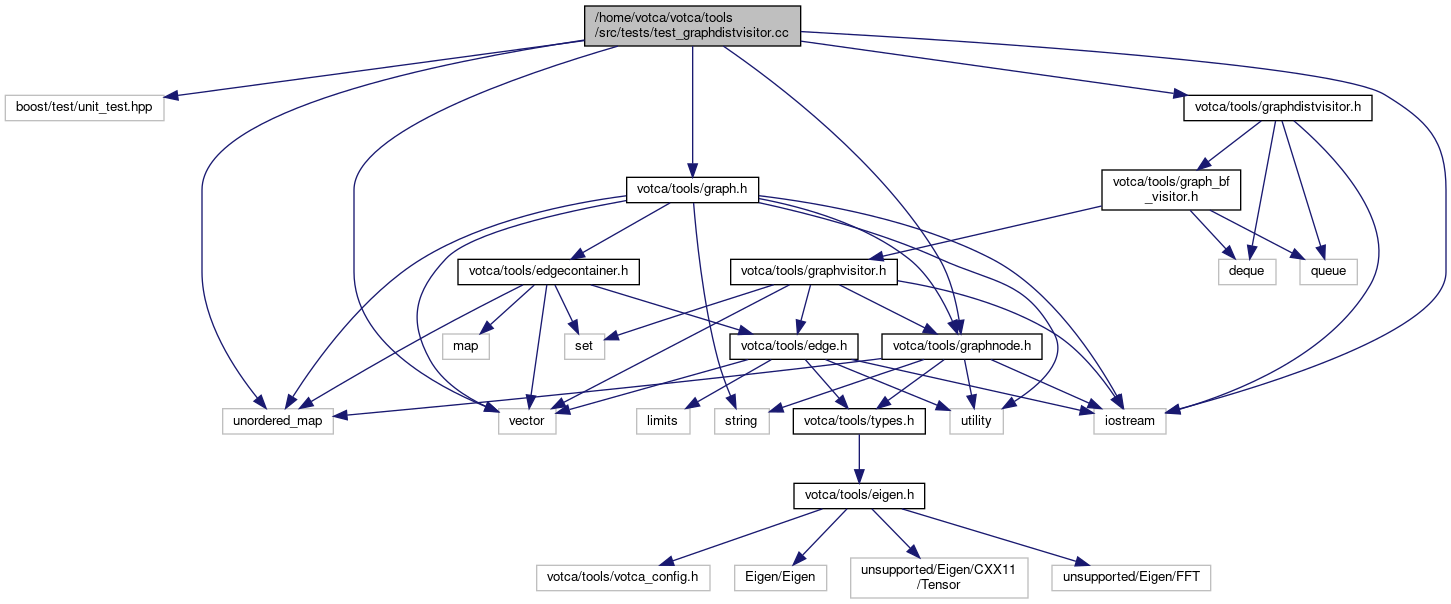 /home/votca/votca/tools
/src/tests/test_graphdistvisitor.cc
boost/test/unit_test.hpp
votca/tools/graphdistvisitor.h
votca/tools/graph.h
votca/tools/graph_bf
_visitor.h
votca/tools/edgecontainer.h
votca/tools/graphvisitor.h
deque
queue
map
set
votca/tools/edge.h
votca/tools/graphnode.h
unordered_map
vector
limits
string
votca/tools/types.h
utility
iostream
votca/tools/eigen.h
votca/tools/votca_config.h
Eigen/Eigen
unsupported/Eigen/CXX11
/Tensor
unsupported/Eigen/FFT